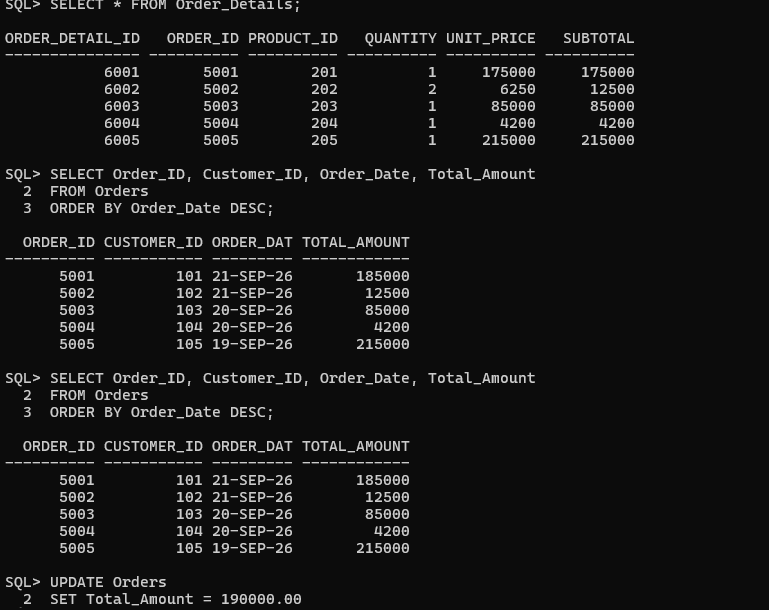 SQL> SELECT * FROM Order_Details;
ORDER_DETAIL_ID   ORDER_ID PRODUCT_ID   QUANTITY UNIT_PRICE   SUBTOTAL
--------------- ---------- ---------- ---------- ---------- ----------
           6001       5001        201          1     175000     175000
           6002       5002        202          2       6250      12500
           6003       5003        203          1      85000      85000
           6004       5004        204          1       4200       4200
           6005       5005        205          1     215000     215000
SQL> SELECT Order_ID, Customer_ID, Order_Date, Total_Amount
  2  FROM Orders
  3  ORDER BY Order_Date DESC;
  ORDER_ID CUSTOMER_ID ORDER_DAT TOTAL_AMOUNT
---------- ----------- --------- ------------
      5001         101 21-SEP-26       185000
      5002         102 21-SEP-26        12500
      5003         103 20-SEP-26        85000
      5004         104 20-SEP-26         4200
      5005         105 19-SEP-26       215000
SQL> SELECT Order_ID, Customer_ID, Order_Date, Total_Amount
  2  FROM Orders
  3  ORDER BY Order_Date DESC;
  ORDER_ID CUSTOMER_ID ORDER_DAT TOTAL_AMOUNT
---------- ----------- --------- ------------
      5001         101 21-SEP-26       185000
      5002         102 21-SEP-26        12500
      5003         103 20-SEP-26        85000
      5004         104 20-SEP-26         4200
      5005         105 19-SEP-26       215000
SQL> UPDATE Orders
  2  SET Total_Amount = 190000.00